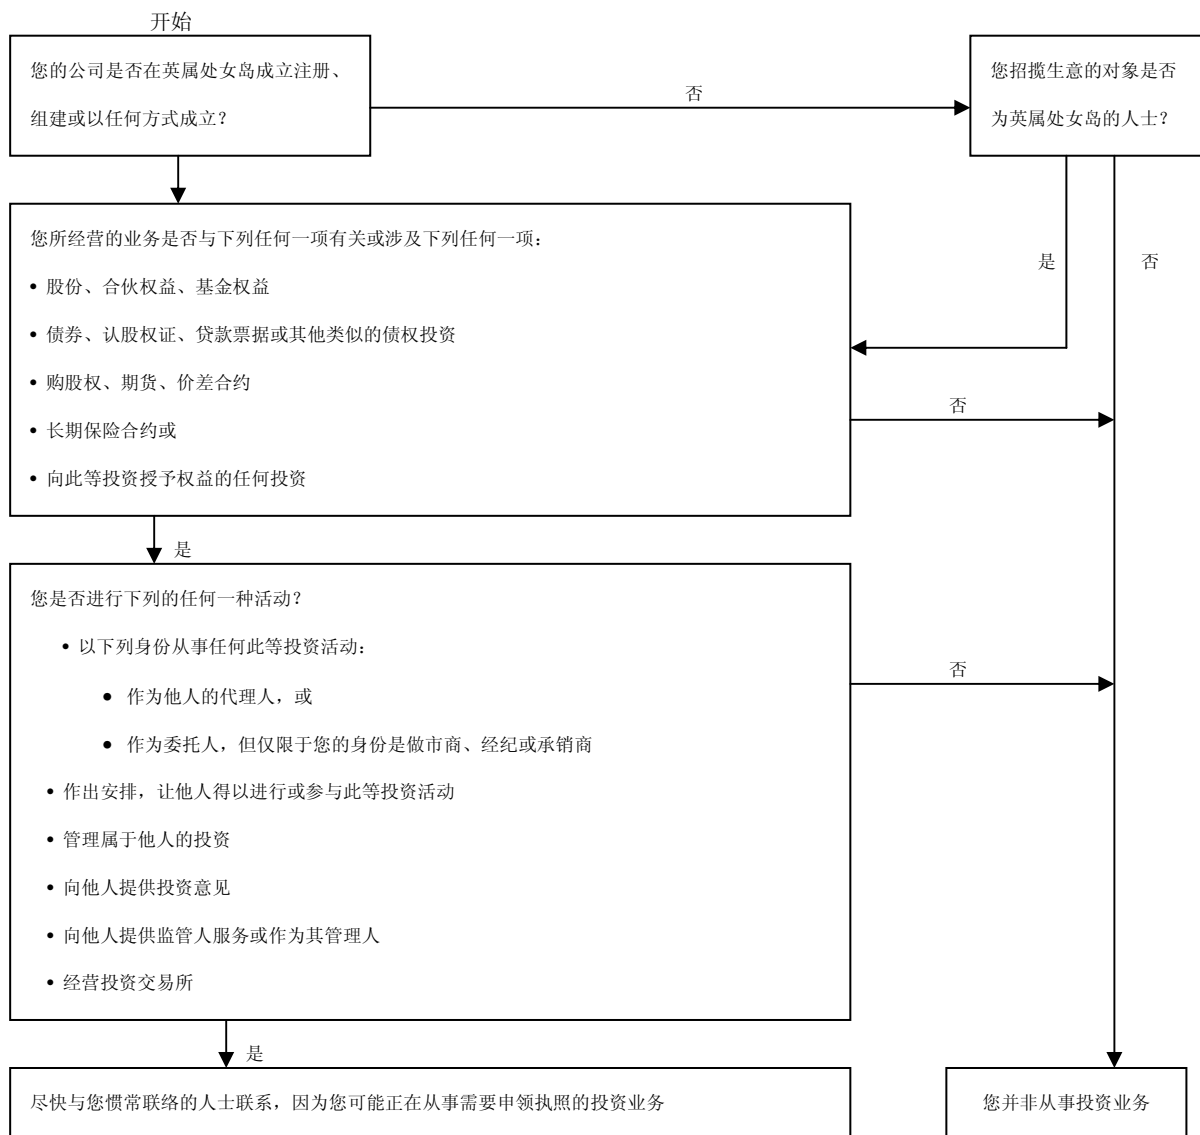 开始
您的公司是否在英属处女岛成立注册、
组建或以任何方式成立?
否
您招揽生意的对象是否
为英属处女岛的人士?
您所经营的业务是否与下列任何一项有关或涉及下列任何一项:
• 股份、合伙权益、基金权益
• 债券、认股权证、贷款票据或其他类似的债权投资
• 购股权、期货、价差合约
• 长期保险合约或
• 向此等投资授予权益的任何投资
是
否
否
是
您是否进行下列的任何一种活动?
• 以下列身份从事任何此等投资活动:
● 作为他人的代理人, 或
● 作为委托人, 但仅限于您的身份是做市商、经纪或承销商
• 作出安排, 让他人得以进行或参与此等投资活动
• 管理属于他人的投资
• 向他人提供投资意见
• 向他人提供监管人服务或作为其管理人
• 经营投资交易所
否
是
尽快与您惯常联络的人士联系, 因为您可能正在从事需要申领执照的投资业务
您并非从事投资业务